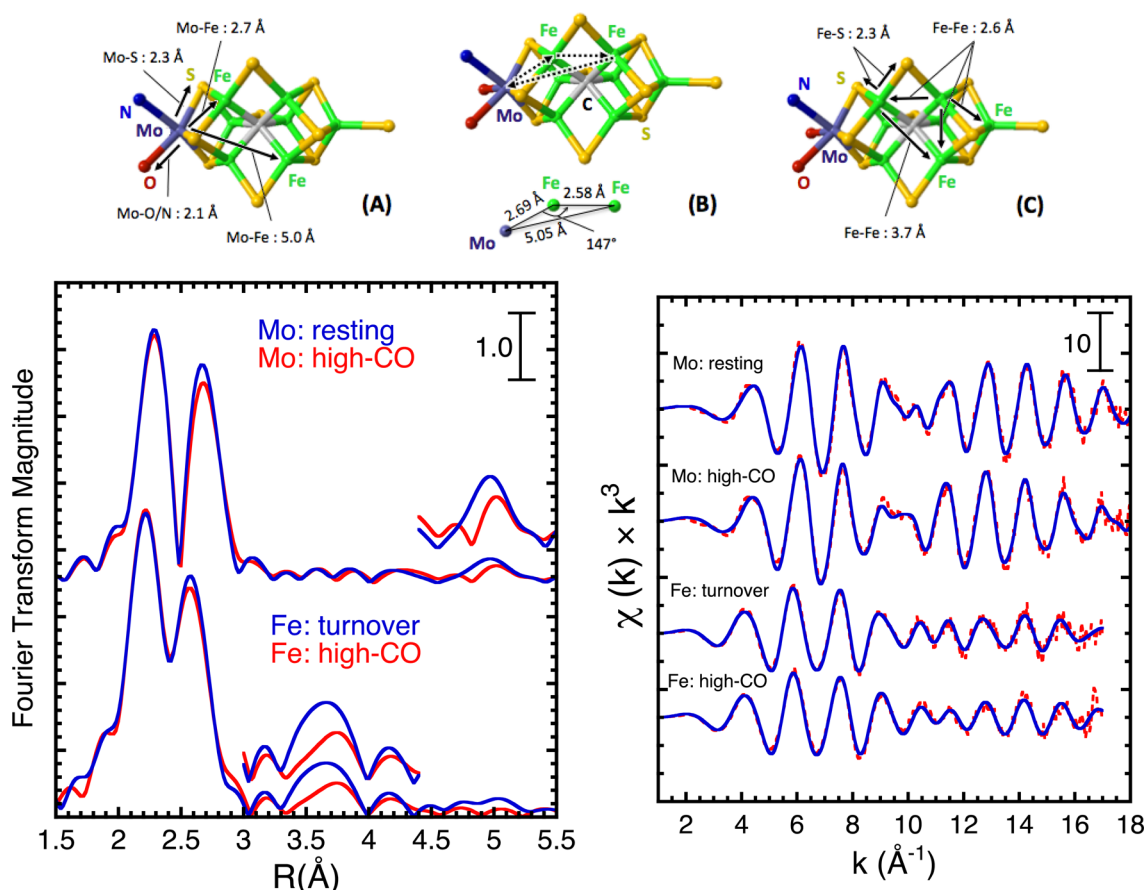 Mo-Fe : 2.7 Å
Mo-S : 2.3 Å
S
Fe
N
Mo
O
Fe
Mo-O/N : 2.1 Å
Mo-Fe : 5.0 Å
(A)
Fe
Fe
Mo
C
S
Fe
Fe
2.69 Å
2.58 Å
5.05 Å
Mo
147°
(B)
Fe-S : 2.3 Å
Fe-Fe : 2.6 Å
S
N
Mo
O
Fe
Fe
Fe-Fe : 3.7 Å
(C)
Mo: resting
Mo: high-CO
1.0
Fe: turnover
Fe: high-CO
Fourier Transform Magnitude
1.5 2 2.5 3 3.5 4 4.5 5 5.5
R(Å)
10
Mo: resting
Mo: high-CO
Fe: turnover
Fe: high-CO
χ (k) × k³
2 4 6 8 10 12 14 16 18
k (Å⁻¹)